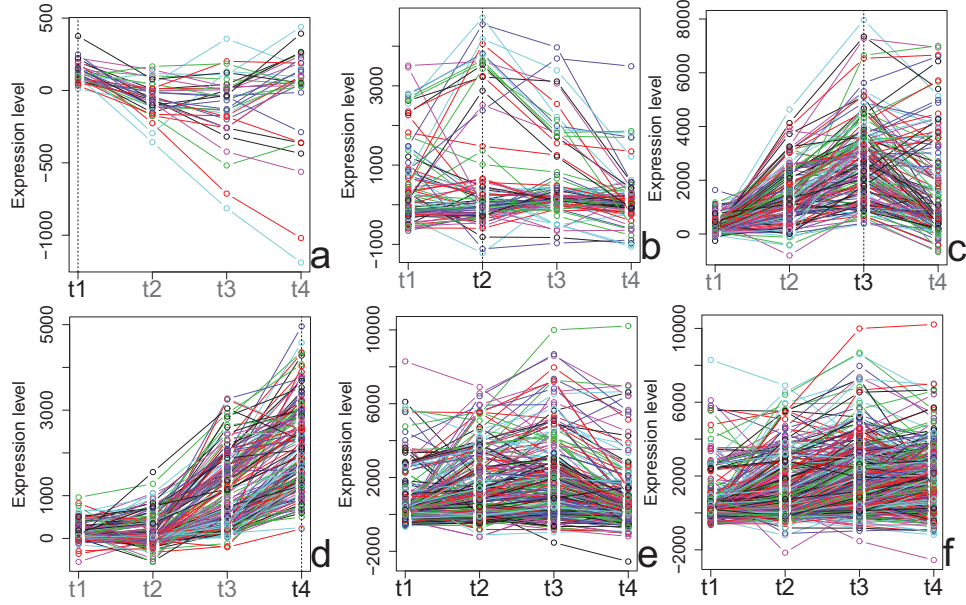 Expression level
500
0
−500
−1000
t1
t2
t3
t4
a
Expression level
3000
1000
−1000
t1
t2
t3
t4
b
Expression level
8000
6000
4000
2000
0
t1
t2
t3
t4
c
Expression level
5000
3000
1000
0
t1
t2
t3
t4
d
Expression level
10000
6000
2000
−2000
t1
t2
t3
t4
e
Expression level
10000
6000
2000
−2000
t1
t2
t3
t4
f